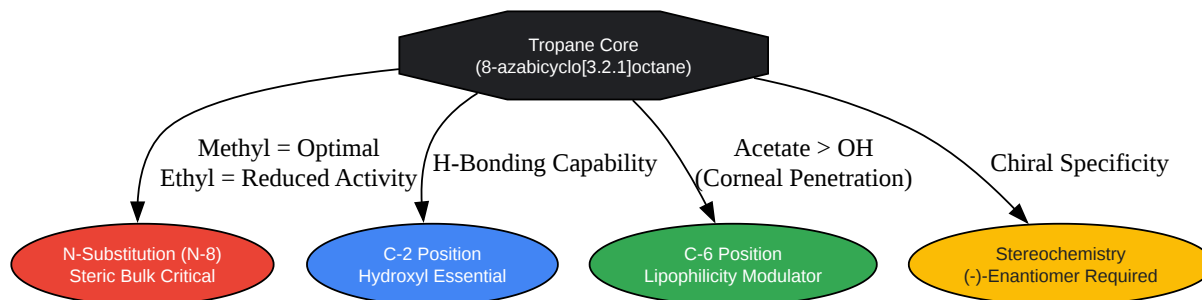 Tropane Core
(8-azabicyclo[3.2.1]octane)
Methyl = Optimal
Ethyl = Reduced Activity
H-Bonding Capability
Acetate > OH
(Corneal Penetration)
Chiral Specificity
N-Substitution (N-8)
Steric Bulk Critical
C-2 Position
Hydroxyl Essential
C-6 Position
Lipophilicity Modulator
Stereochemistry
(-)-Enantiomer Required